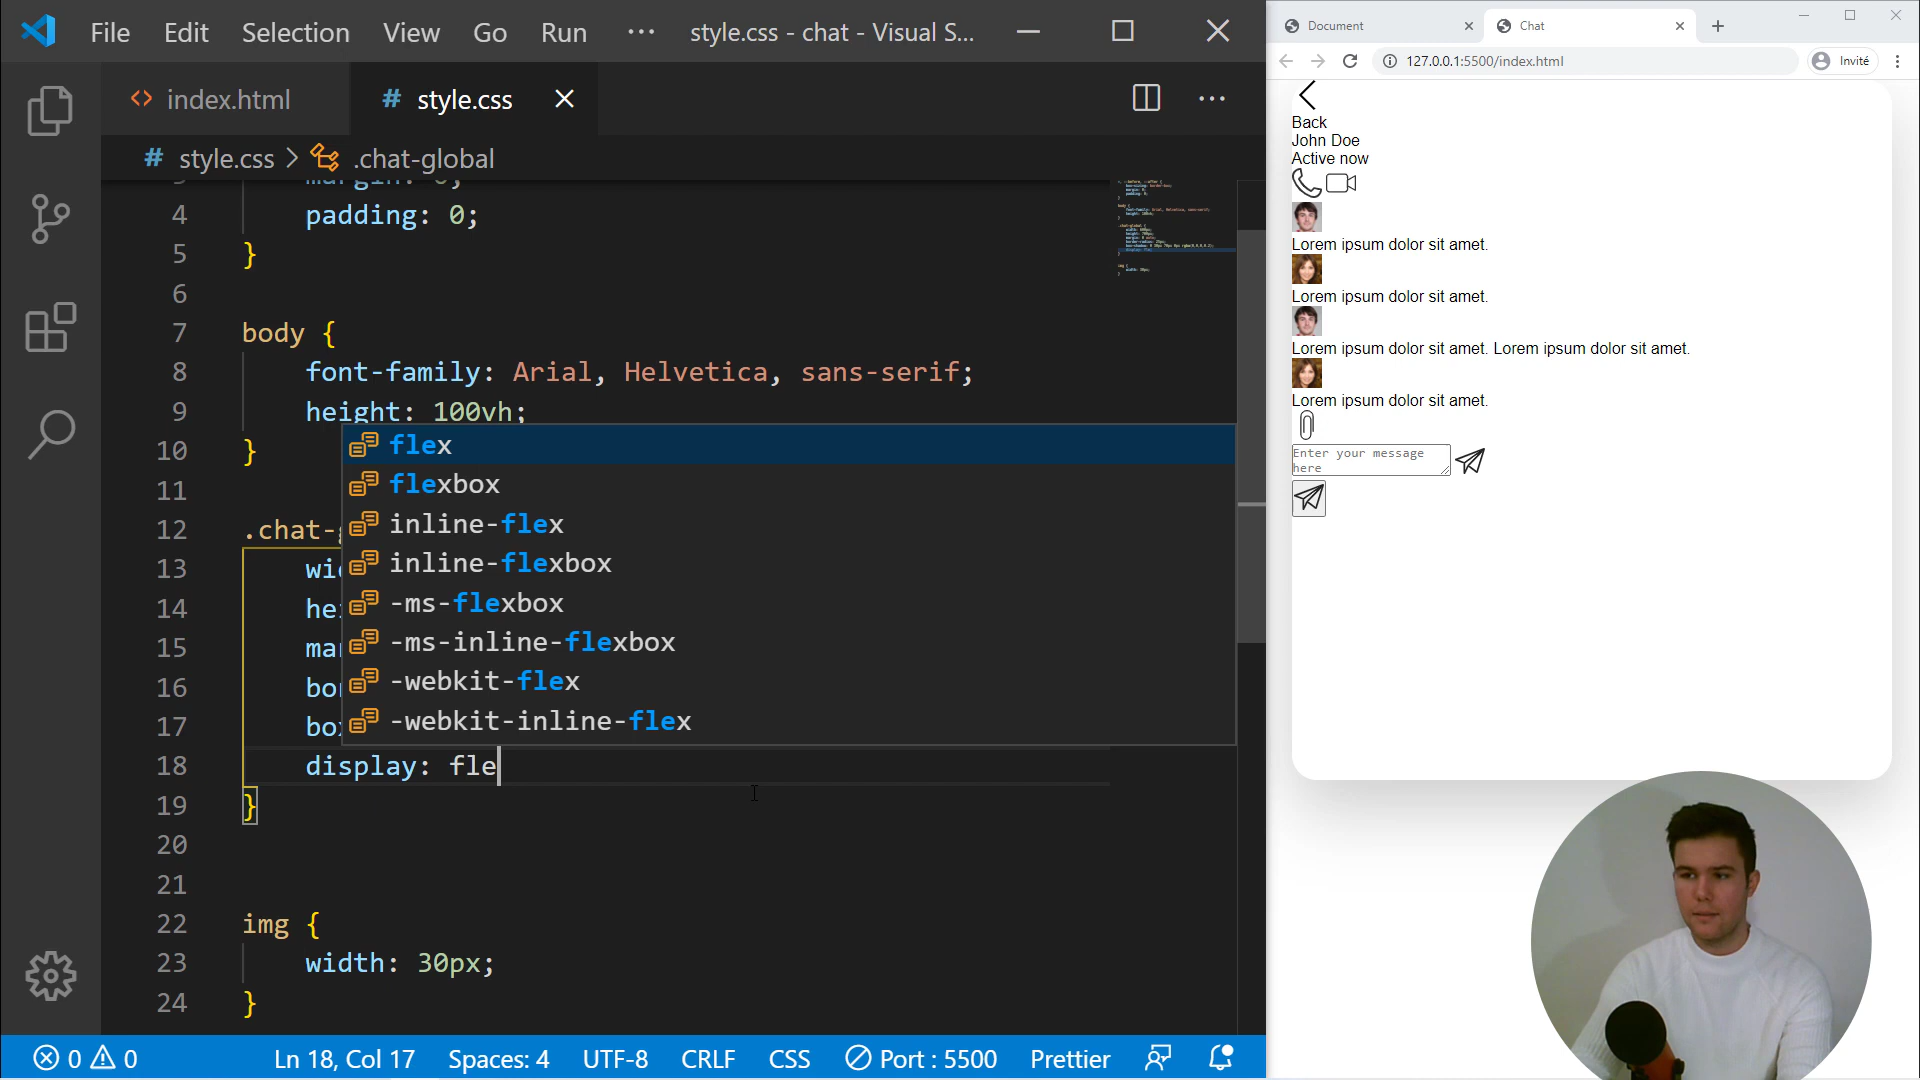 File Edit Selection View Go Run ··· style.css - chat - Visual S...
index.html
# style.css
# style.css > .chat-global
4 padding: 0;
5 }
6
7 body {
8 font-family: Arial, Helvetica, sans-serif;
9 height: 100vh;
10 }
11
12 .chat-
13 wi
14 he
15 ma
16 bo
17 bo
18 display: fle
19 }
20
21
22 img {
23 width: 30px;
24 }
flex
flexbox
inline-flex
inline-flexbox
-ms-flexbox
-ms-inline-flexbox
-webkit-flex
-webkit-inline-flex
0 0 Ln 18, Col 17 Spaces: 4 UTF-8 CRLF CSS Port : 5500 Prettier
Document
Chat
127.0.0.1:5500/index.html
Invité
Back
John Doe
Active now
Lorem ipsum dolor sit amet.
Lorem ipsum dolor sit amet.
Lorem ipsum dolor sit amet. Lorem ipsum dolor sit amet.
Lorem ipsum dolor sit amet.
Enter your message
here